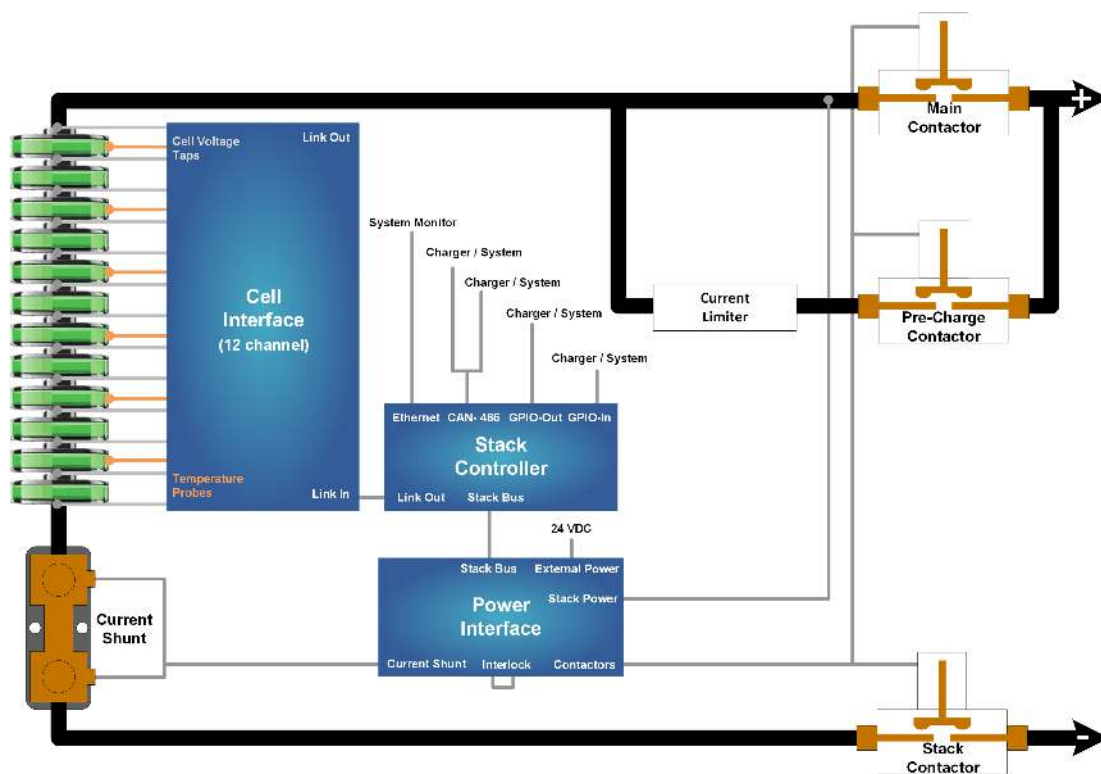 +
Main
Contactor
Cell Voltage
Taps
Link Out
System Monitor
Charger / System
Charger / System
Charger / System
Charger / System
Cell
Interface
(12 channel)
Current
Limiter
Pre-Charge
Contactor
Ethernet CAN- 486 GPIO-Out GPIO-In
Stack
Controller
Temperature
Probes
Link In
Link Out Stack Bus
24 VDC
Stack Bus External Power
Stack Power
Power
Interface
Current Shunt Interlock Contactors
Current
Shunt
-
Stack
Contactor